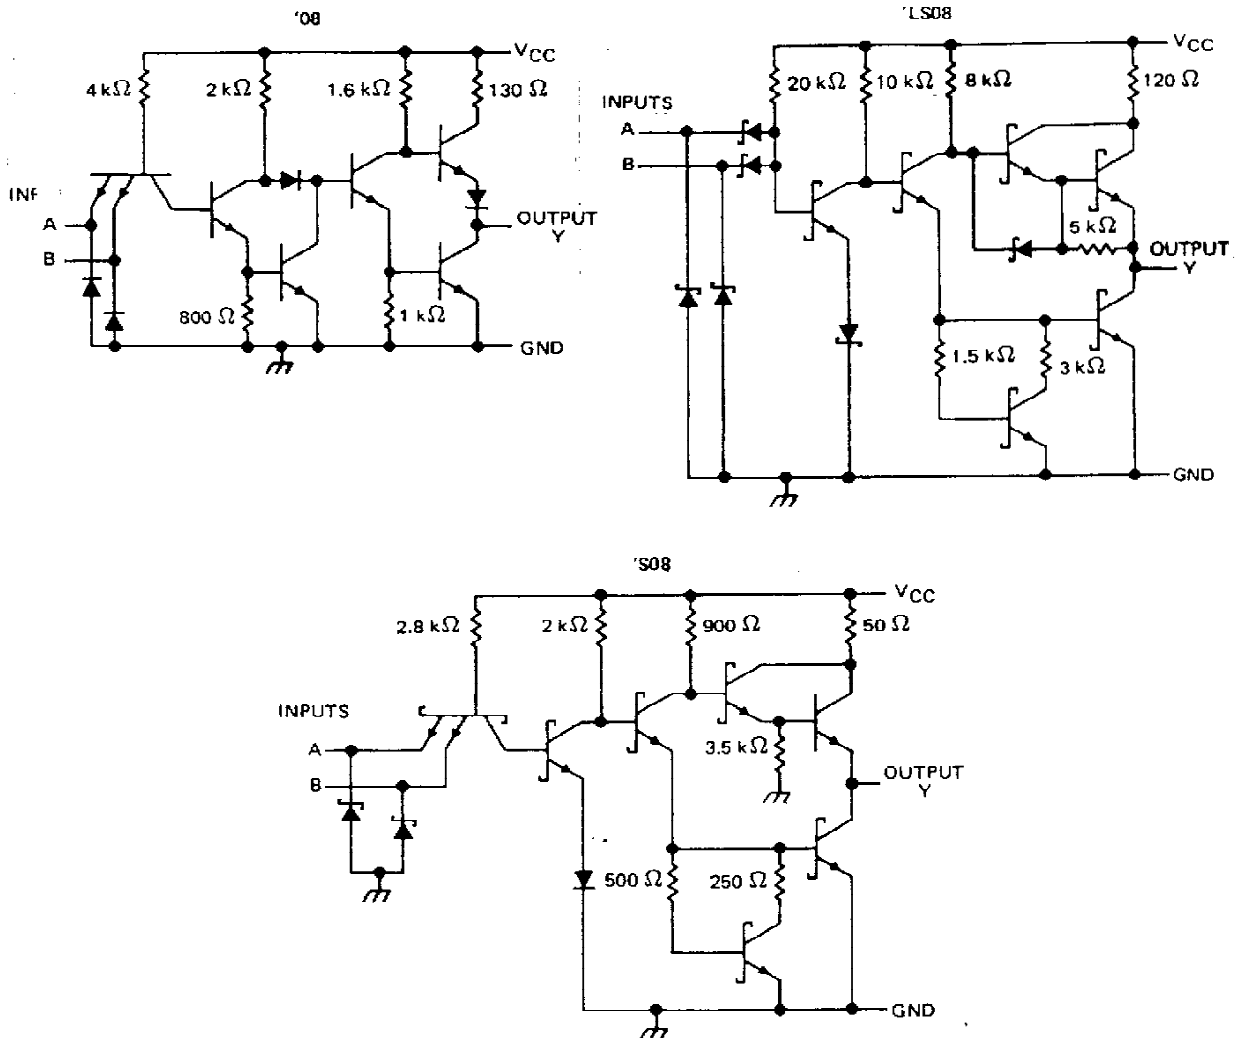 '08
VCC
4 kΩ
2 kΩ
1.6 kΩ
130 Ω
INP
A
B
OUTPUT
Y
800 Ω
1 kΩ
GND
'LS08
VCC
20 kΩ
10 kΩ
8 kΩ
120 Ω
INPUTS
A
B
5 kΩ
OUTPUT
Y
1.5 kΩ
3 kΩ
GND
'S08
VCC
2.8 kΩ
2 kΩ
900 Ω
50 Ω
INPUTS
A
B
3.5 kΩ
OUTPUT
Y
500 Ω
250 Ω
GND